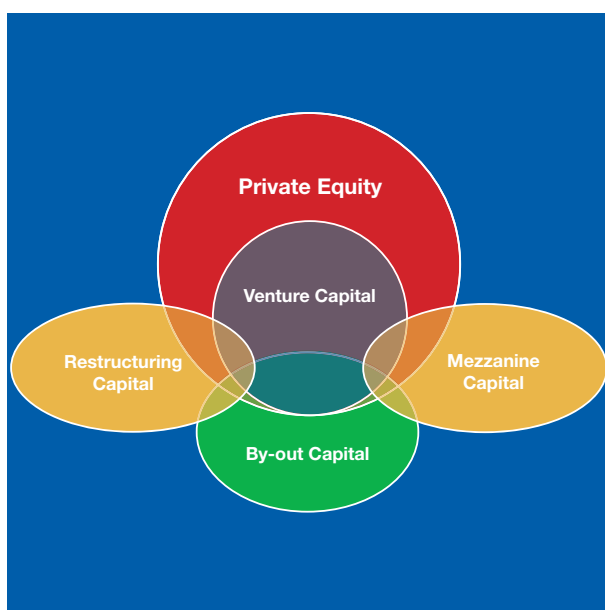 Private Equity
Venture Capital
Restructuring
Capital
Mezzanine
Capital
By-out Capital